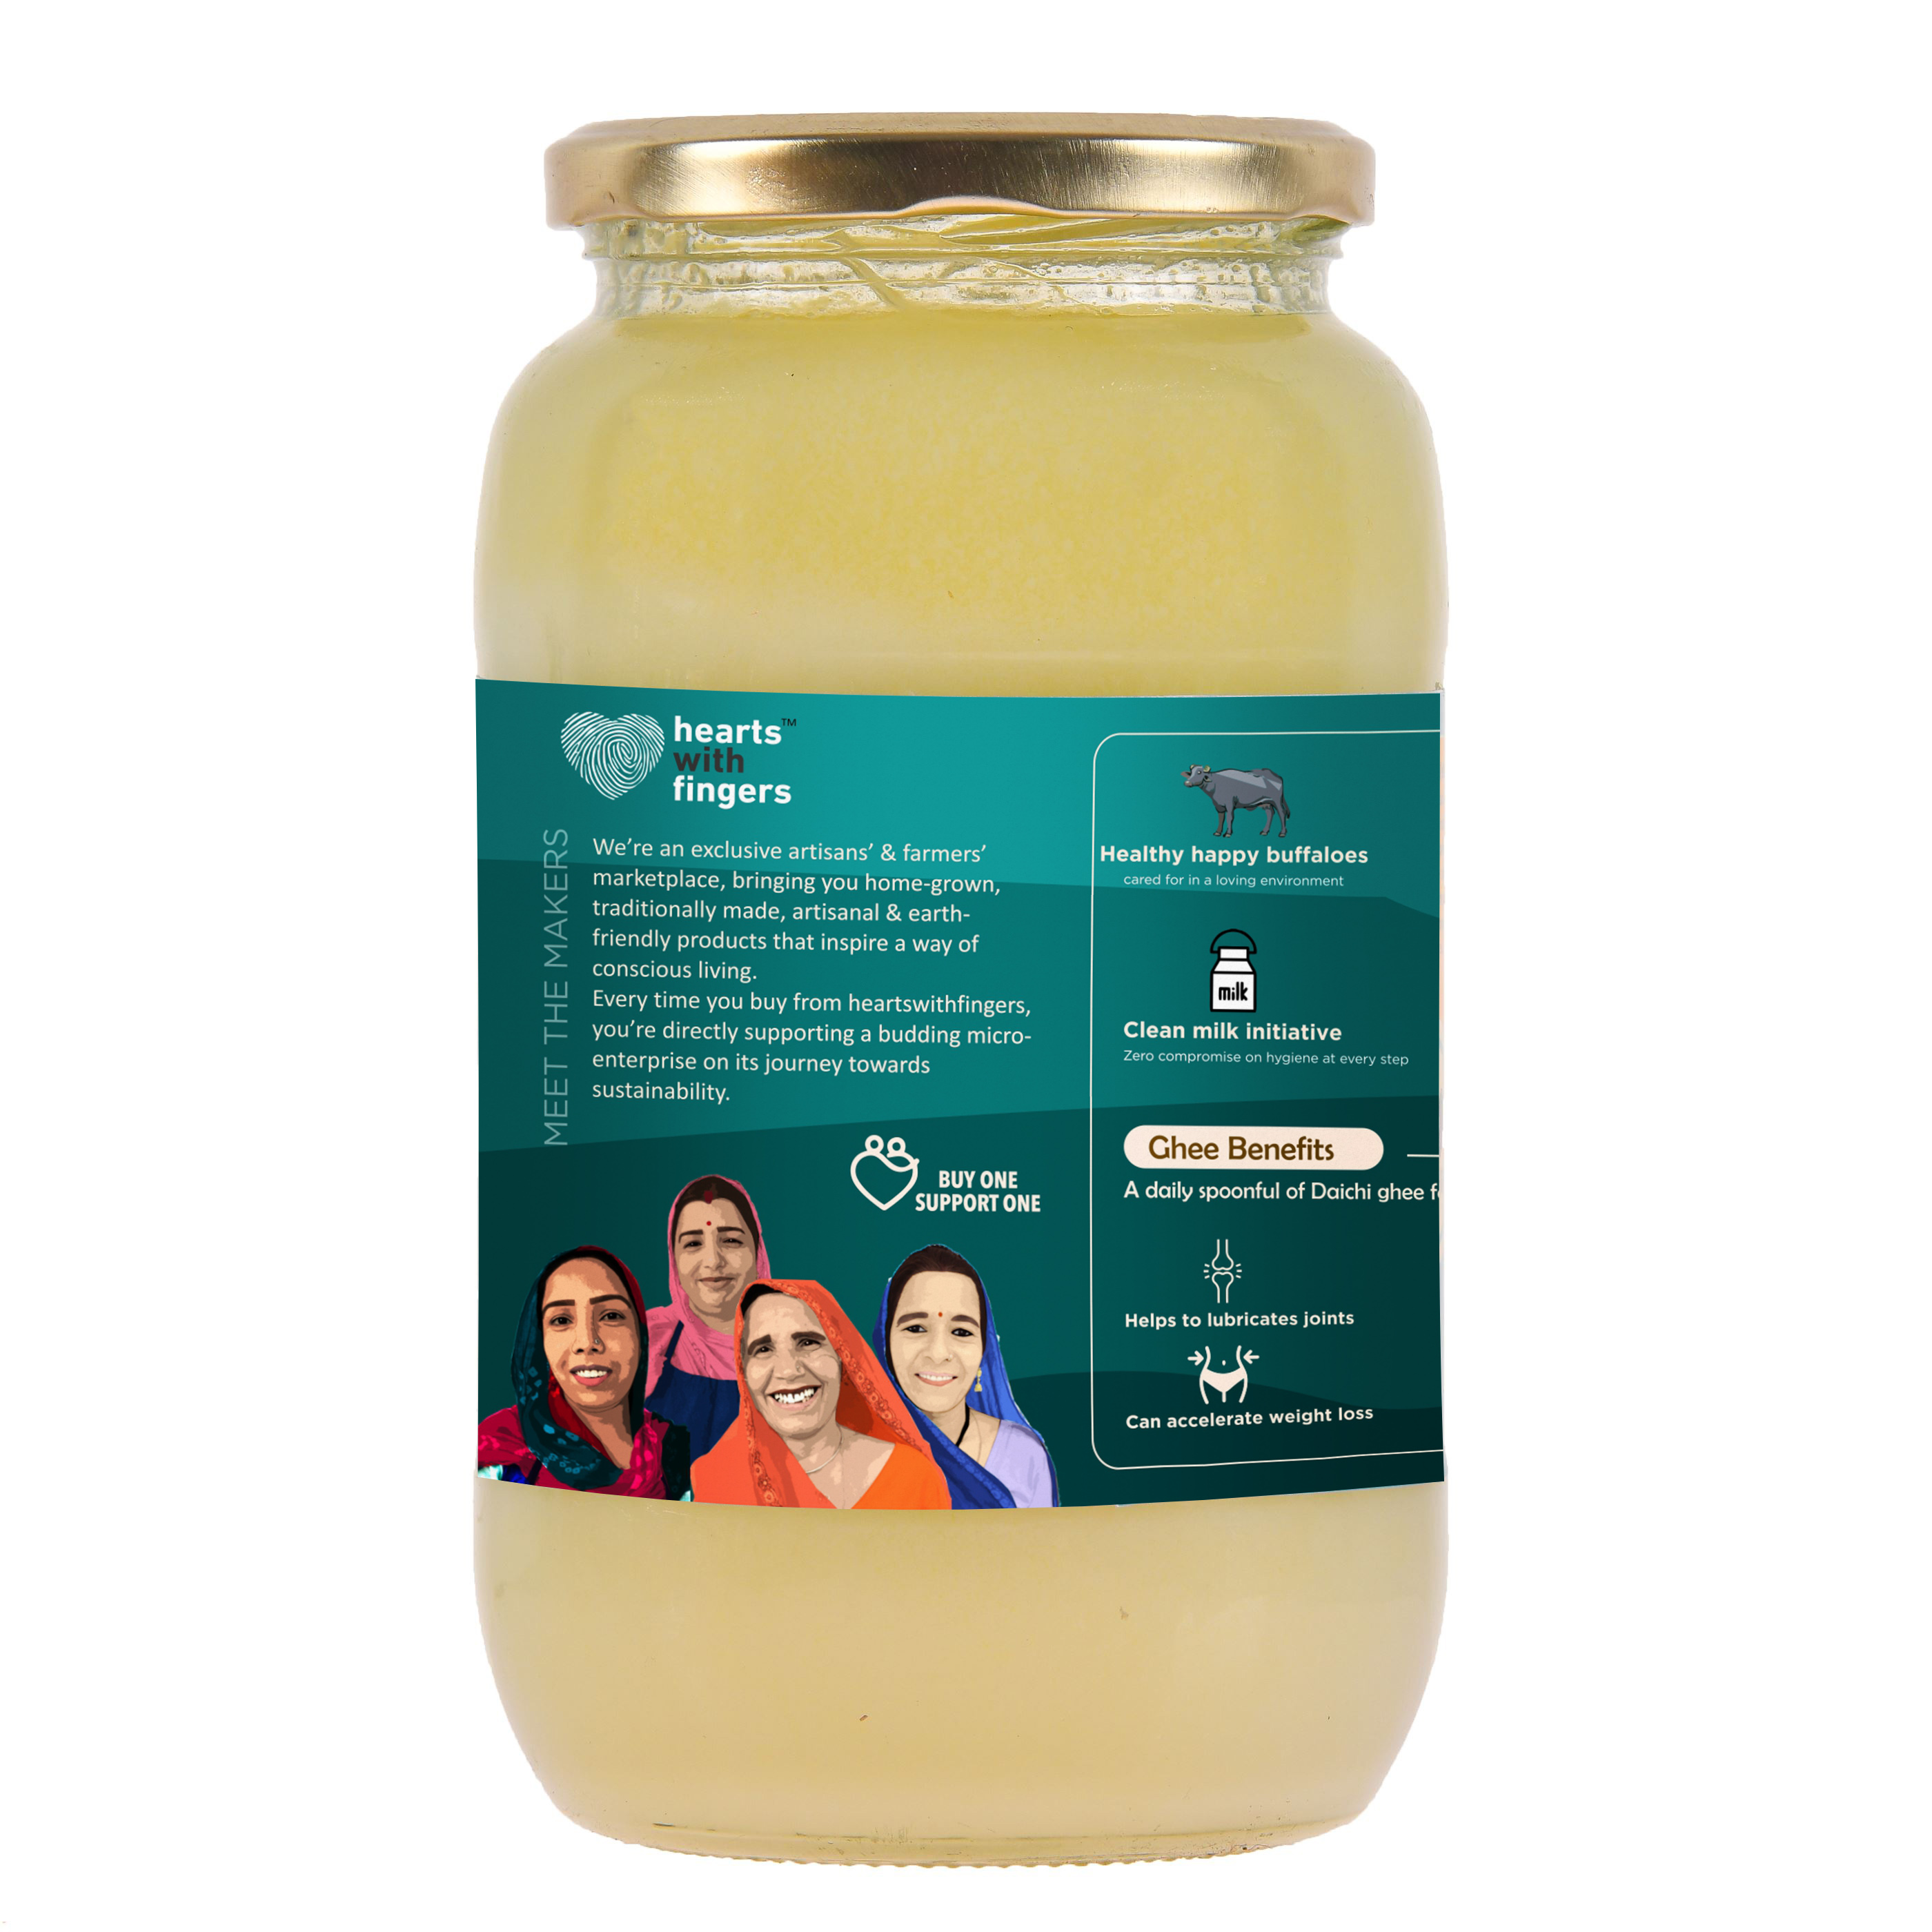 hearts™
with
fingers
MEET THE MAKERS
We're an exclusive artisans' & farmers'
marketplace, bringing you home-grown,
traditionally made, artisanal & earth-
friendly products that inspire a way of
conscious living.
Every time you buy from heartswithfingers,
you're directly supporting a budding micro-
enterprise on its journey towards
sustainability.
BUY ONE
SUPPORT ONE
Healthy happy buffaloes
cared for in a loving environment
milk
Clean milk initiative
Zero compromise on hygiene at every step
Ghee Benefits
A daily spoonful of Daichi ghee
Helps to lubricates joints
Can accelerate weight loss